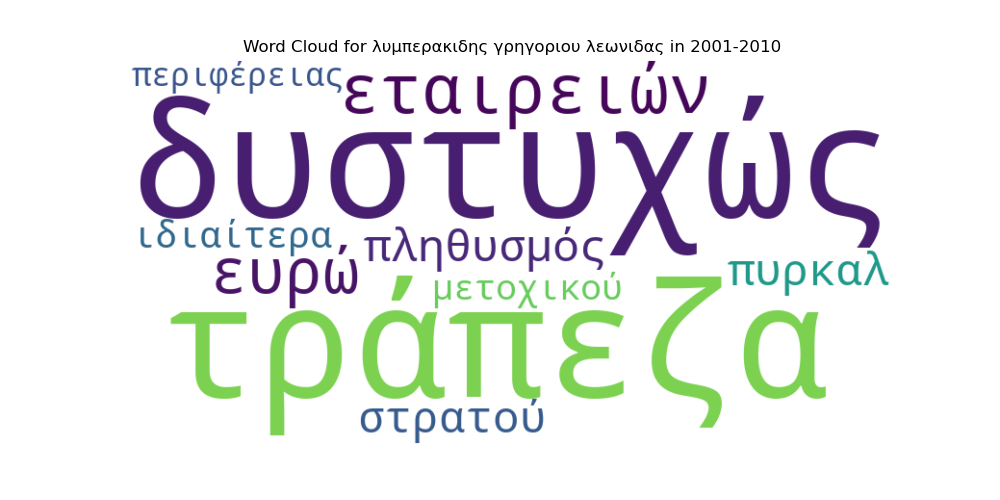 Word Cloud for λυμπερακιδης γρηγοριου λεωνιδας in 2001-2010
περιφέρειας
εταιρειών
δυστυχώς
ιδιαίτερα
πληθυσμός
ευρώ
πυρκαλ
μετοχικού
τράπεζα
στρατού